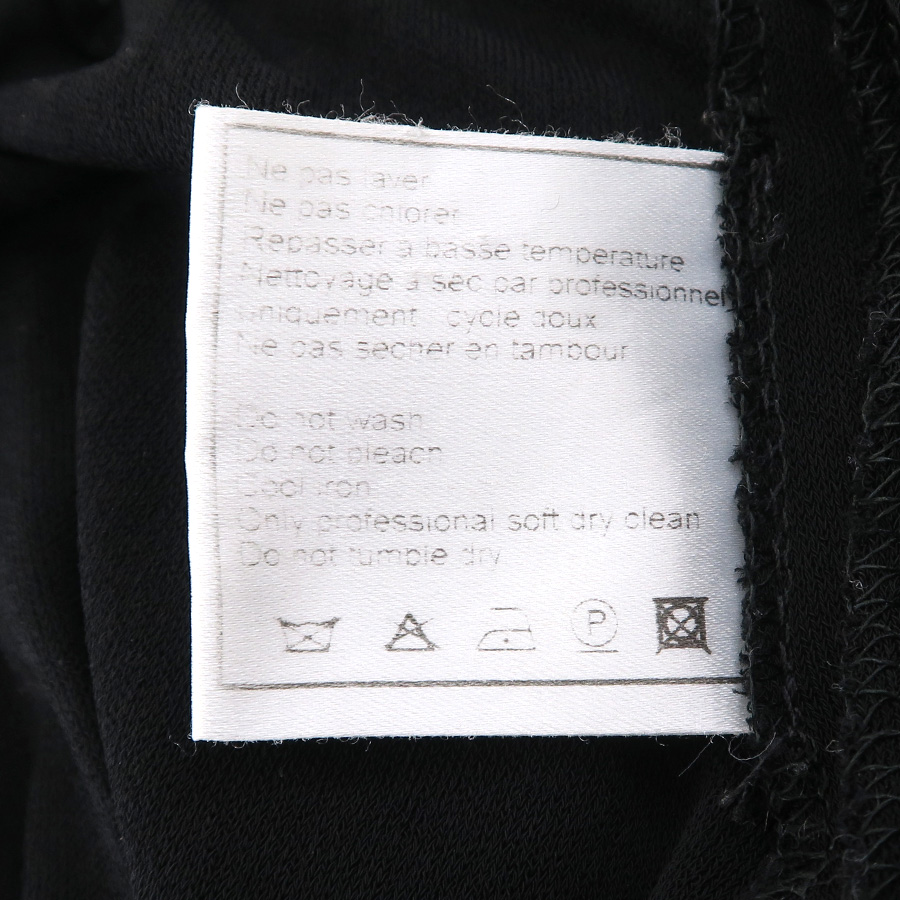 Ne pas laver
Ne pas chlorer
Repasser à basse temperature
Nettoyage à sec par professionnel
uniquement cycle doux
Ne pas sécher en tambour
Do not wash
Do not bleach
Cool iron
Only professional soft dry clean
Do not tumble dry
P